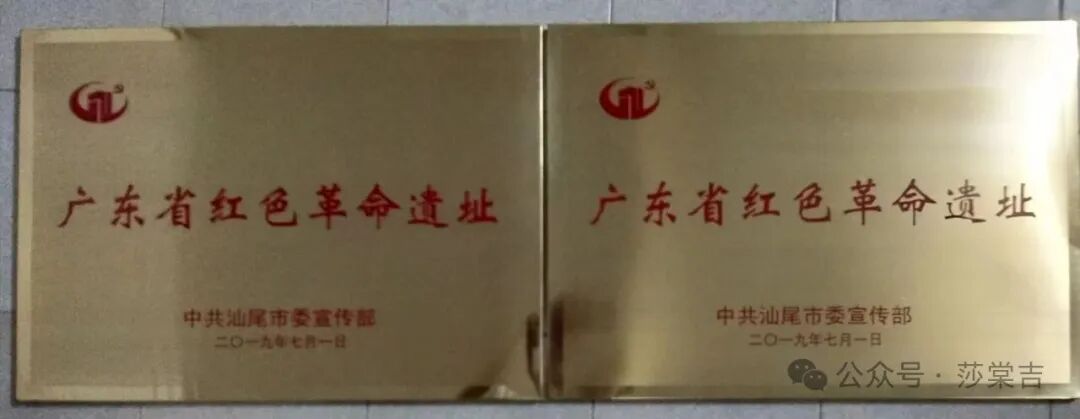 广东省红色革命遗址
中共汕尾市委宣传部
二〇一九年七月一日
广东省红色革命遗址
中共汕尾市委宣传部
二〇一九年七月一日
公众号·莎棠吉